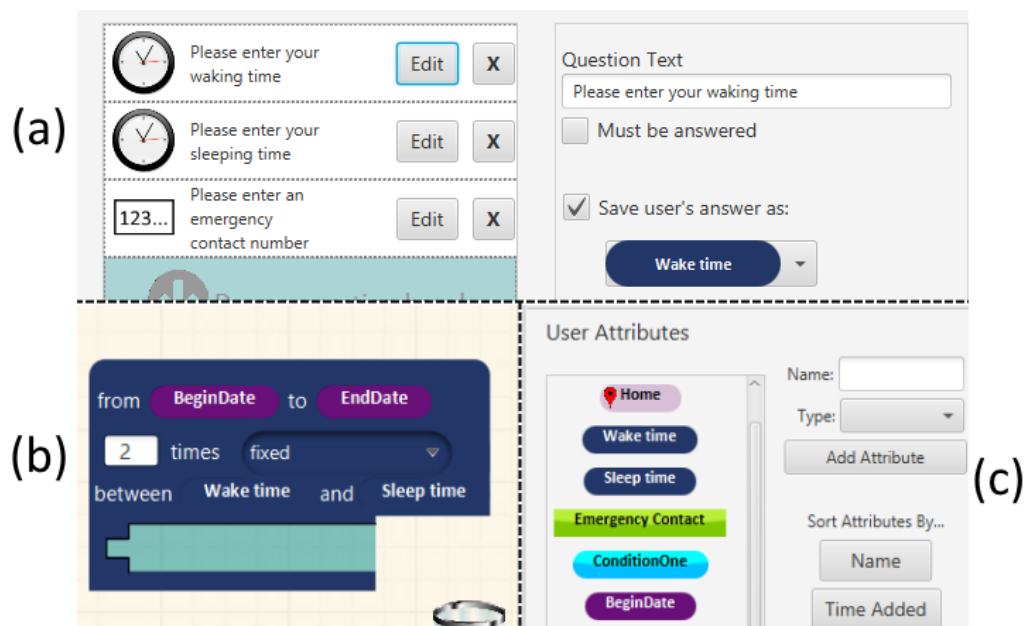 (a)
Please enter your
waking time
Edit
X
Please enter your
sleeping time
Edit
X
123...
Please enter an
emergency
contact number
Edit
X
Question Text
Please enter your waking time
Must be answered
Save user's answer as:
Wake time
(b)
from BeginDate to EndDate
2 times fixed
between Wake time and Sleep time
User Attributes
Home
Wake time
Sleep time
Emergency Contact
ConditionOne
BeginDate
Name:
Type:
Add Attribute
Sort Attributes By...
Name
Time Added
(c)